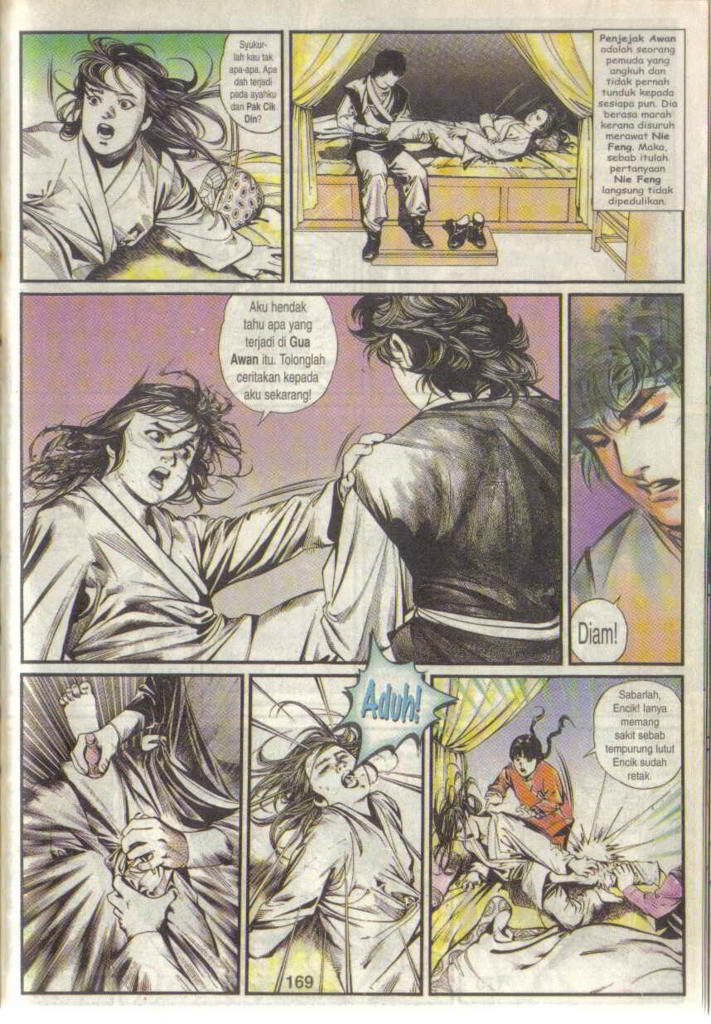 Syukur-
lah kau tak
apa-apa. Apa
dah terjadi
pada ayahku
dan Pak Cik
Din?
Penjejak Awan
adalah seorang
pemuda yang
angkuh dan
tidak pernah
tunduk kepada
sesiapa pun. Dia
berasa marah
kerana disuruh
merawat Nie
Feng. Maka,
sebab itulah
pertanyaan
Nie Feng
langsung tidak
dipedulikan.
Aku hendak
tahu apa yang
terjadi di Gua
Awan itu. Tolonglah
ceritakan kepada
aku sekarang!
Diam!
Aduh!
Sabarlah,
Encik! Ianya
memang
sakit sebab
tempurung lutut
Encik sudah
retak.
169